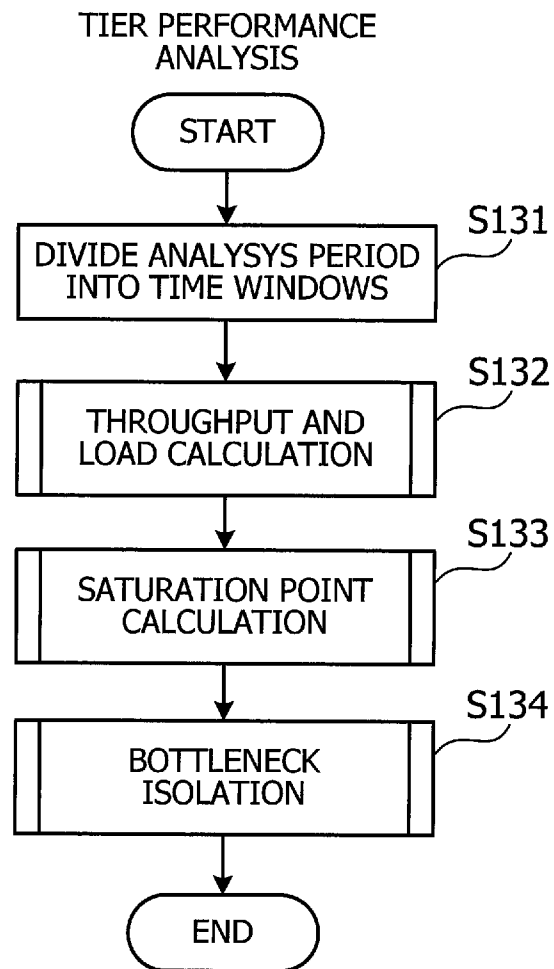 TIER PERFORMANCE
ANALYSIS
START
S131
DIVIDE ANALYSYS PERIOD
INTO TIME WINDOWS
S132
THROUGHPUT AND
LOAD CALCULATION
S133
SATURATION POINT
CALCULATION
S134
BOTTLENECK
ISOLATION
END